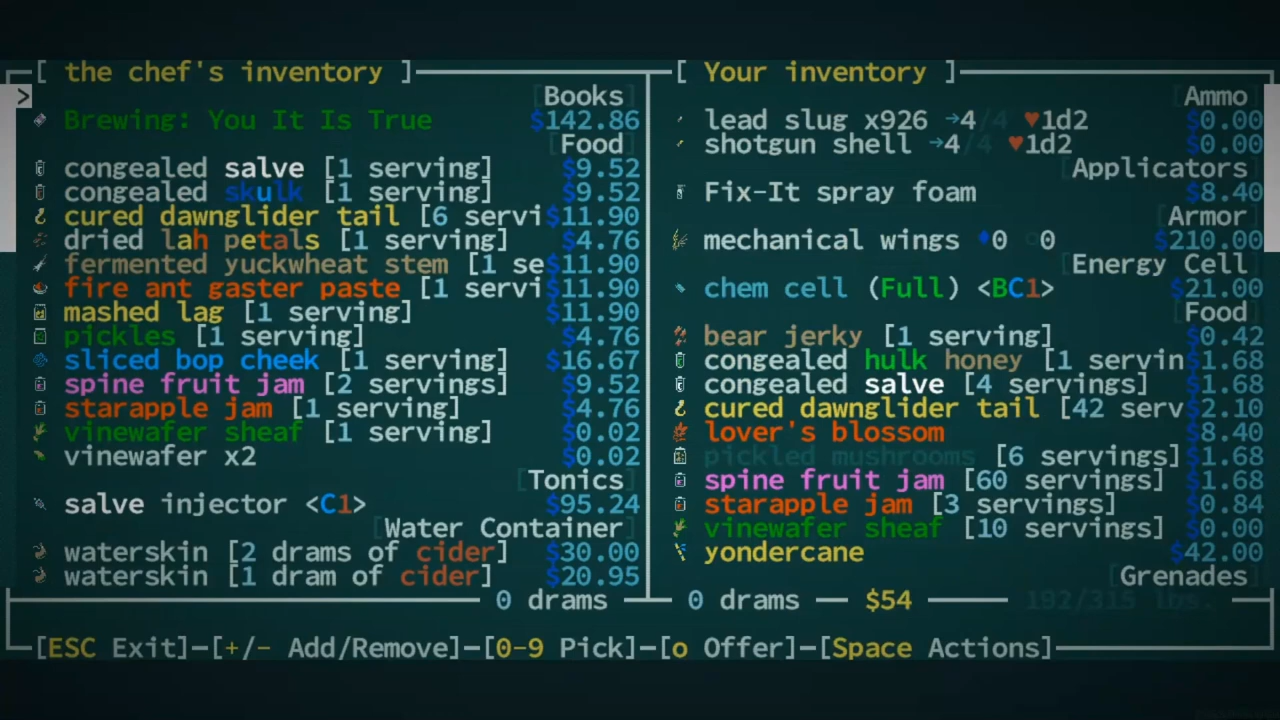 [ the chef's inventory ]
>
[Books]
Brewing: You It Is True $142.86
[Food]
congealed salve [1 serving] $9.52
congealed skulk [1 serving] $9.52
cured dawnglider tail [6 servi $11.90
dried lah petals [1 serving] $4.76
fermented yuckwheat stem [1 se $11.90
fire ant gaster paste [1 servi $11.90
mashed lag [1 serving] $11.90
pickles [1 serving] $4.76
sliced bop cheek [1 serving] $16.67
spine fruit jam [2 servings] $9.52
starapple jam [1 serving] $4.76
vinewafer sheaf [1 serving] $0.02
vinewafer x2 $0.02
[Tonics]
salve injector <C1> $95.24
[Water Container]
waterskin [2 drams of cider] $30.00
waterskin [1 dram of cider] $20.95
0 drams
[ Your inventory ]
[Ammo]
lead slug x926 →4/4 ♥1d2 $0.00
shotgun shell →4/4 ♥1d2 $0.00
[Applicators]
Fix-It spray foam $8.40
[Armor]
mechanical wings ♦0 ○0 $210.00
[Energy Cell]
chem cell (Full) <BC1> $21.00
[Food]
bear jerky [1 serving] $0.42
congealed hulk honey [1 servin $1.68
congealed salve [4 servings] $1.68
cured dawnglider tail [42 serv $2.10
lover's blossom $8.40
pickled mushrooms [6 servings] $1.68
spine fruit jam [60 servings] $1.68
starapple jam [3 servings] $0.84
vinewafer sheaf [10 servings] $0.00
yondercane $42.00
[Grenades]
0 drams — $54 192/315 lbs.
[ESC Exit]—[+/- Add/Remove]—[0-9 Pick]—[o Offer]—[Space Actions]